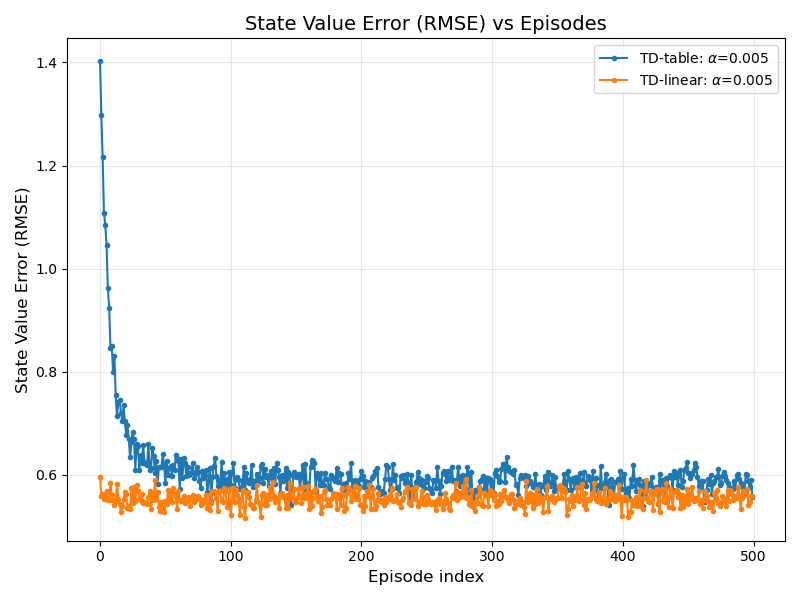 State Value Error (RMSE) vs Episodes
TD-table: α=0.005
TD-linear: α=0.005
State Value Error (RMSE)
1.4
1.2
1.0
0.8
0.6
0 100 200 300 400 500
Episode index